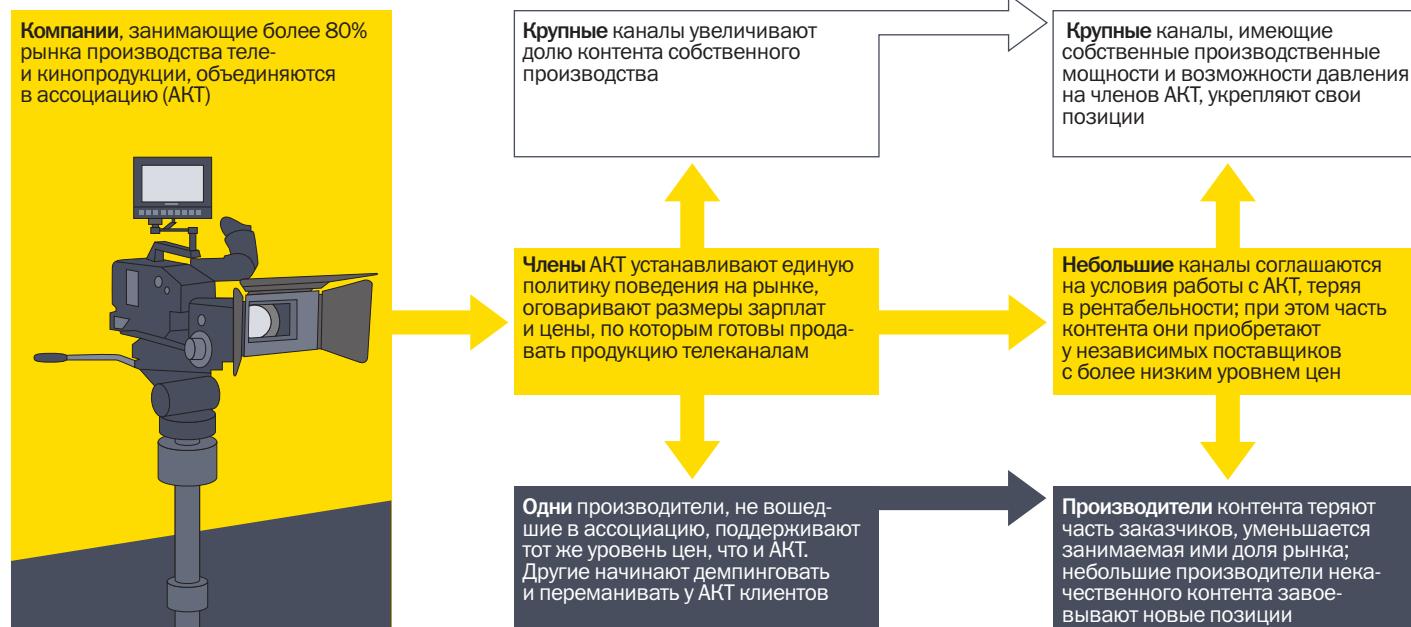 Компании, занимающие более 80%
рынка производства теле-
и кинопродукции, объединяются
в ассоциацию (АКТ)
Крупные каналы увеличивают
долю контента собственного
производства
Крупные каналы, имеющие
собственные производственные
мощности и возможности давления
на членов АКТ, укрепляют свои
позиции
Члены АКТ устанавливают единую
политику поведения на рынке,
оговаривают размеры зарплат
и цены, по которым готовы прода-
вать продукцию телеканалам
Небольшие каналы соглашаются
на условия работы с АКТ, теряя
в рентабельности; при этом часть
контента они приобретают
у независимых поставщиков
с более низким уровнем цен
Одни производители, не вошед-
шие в ассоциацию, поддерживают
тот же уровень цен, что и АКТ.
Другие начинают демпинговать
и переманивать у АКТ клиентов
Производители контента теряют
часть заказчиков, уменьшается
занимаемая ими доля рынка;
небольшие производители нека-
чественного контента завое-
вывают новые позиции